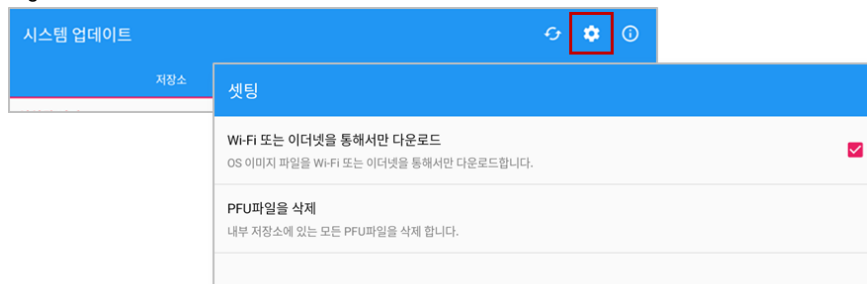 시스템 업데이트
저장소
셋팅
Wi-Fi 또는 이더넷을 통해서만 다운로드
OS 이미지 파일을 Wi-Fi 또는 이더넷을 통해서만 다운로드합니다.
PFU파일을 삭제
내부 저장소에 있는 모든 PFU파일을 삭제 합니다.